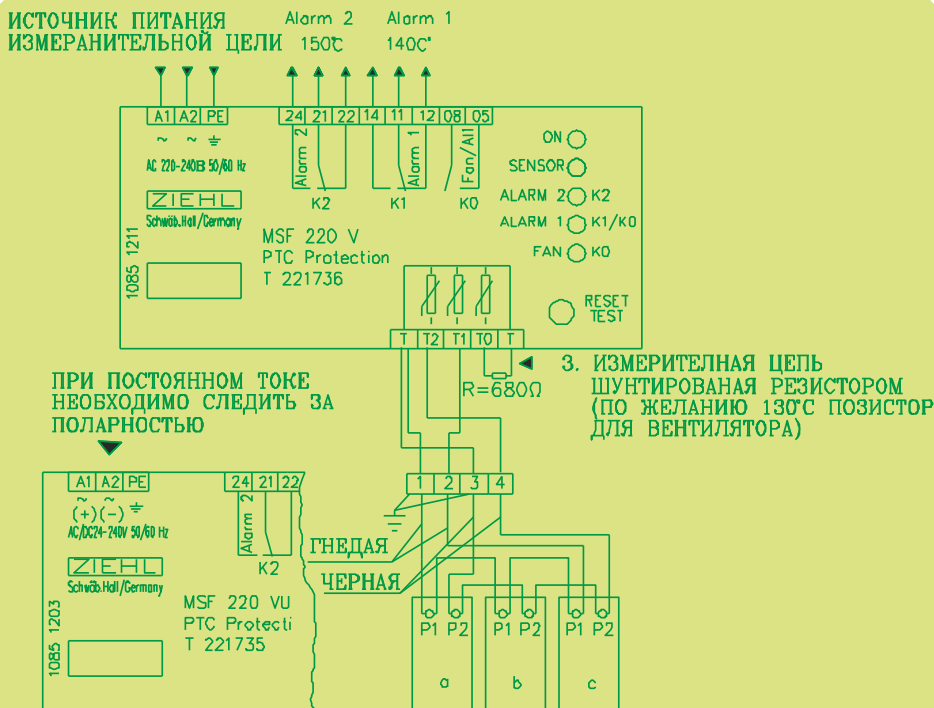 ИСТОЧНИК ПИТАНИЯ
ИЗМЕРАНИТЕЛЬНОЙ ЦЕЛИ
Alarm 2 Alarm 1
150°C 140C°
A1 A2 PE
24 21 22 14 11 12 08 05
~ ~
AC 220-240В 50/60 Hz
ZIEHL
Schwäb.Hall/Germany
1085 1211
Alarm 2
K2
Alarm 1
K1
Fan/All
K0
MSF 220 V
PTC Protection
T 221736
ON
SENSOR
ALARM 2 K2
ALARM 1 K1/K0
FAN K0
RESET
TEST
T T2 T1 T0 T
R=680Ω
3. ИЗМЕРИТЕЛНАЯ ЦЕПЬ
ШУНТИРОВАНАЯ РЕЗИСТОРОМ
(ПО ЖЕЛАНИЮ 130°C ПОЗИСТОР
ДЛЯ ВЕНТИЛЯТОРА)
ПРИ ПОСТОЯННОМ ТОКЕ
НЕОБХОДИМО СЛЕДИТЬ ЗА
ПОЛАРНОСТЬЮ
A1 A2 PE
24 21 22
~ ~
(+) (-)
AC/DC24-240V 50/60 Hz
ZIEHL
Schwäb.Hall/Germany
1085 1203
Alarm 2
K2
MSF 220 VU
PTC Protecti
T 221735
1 2 3 4
ГНЕДАЯ
ЧЕРНАЯ
P1 P2 P1 P2 P1 P2
a b c